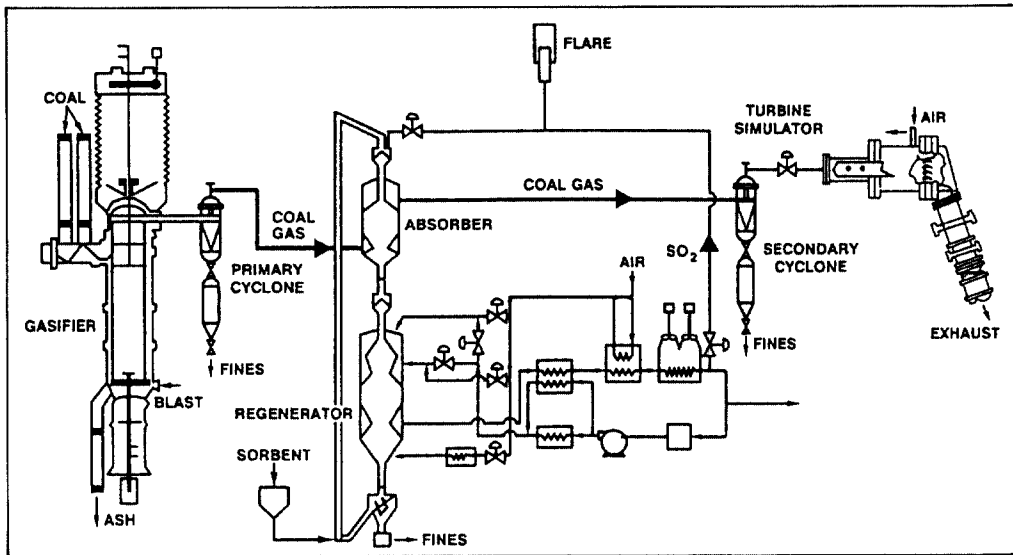 FLARE
COAL
TURBINE
SIMULATOR
AIR
COAL GAS
COAL
GAS
ABSORBER
PRIMARY
CYCLONE
SO2
SECONDARY
CYCLONE
AIR
GASIFIER
EXHAUST
FINES
FINES
BLAST
REGENERATOR
SORBENT
ASH
FINES